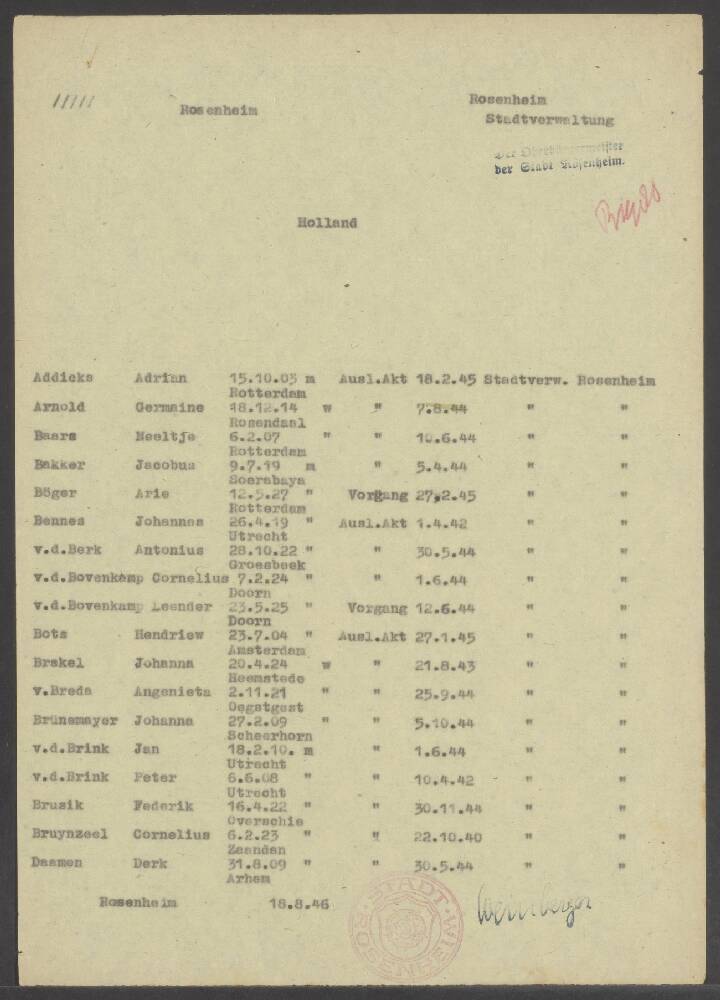 Rosenheim
Rosenheim
Stadtverwaltung
Der Oberbürgermeister
der Stadt Rosenheim.
Holland
Addicks Adrian 15.10.03 m Ausl.Akt 18.2.45 Stadtverw. Rosenheim
Rotterdam
Arnold Germaine 18.12.14 w " 7.8.44 " "
Rosendaal
Baars Neeltje 6.2.07 " " 10.6.44 " "
Rotterdam
Bakker Jacobus 9.7.19 m " 5.4.44 " "
Soerabaya
Böger Arie 12.5.27 " Vorgang 27.2.45 " "
Rotterdam
Bennes Johannes 26.4.19 " Ausl.Akt 1.4.42 " "
Utrecht
v.d.Berk Antonius 28.10.22 " " 30.5.44 " "
Groesbeek
v.d.Bovenkamp Cornelius 7.2.24 " " 1.6.44 " "
Doorn
v.d.Bovenkamp Leender 23.5.25 " Vorgang 12.6.44 " "
Doorn
Bots Hendriew 23.7.04 " Ausl.Akt 27.1.45 " "
Amsterdam
Brakel Johanna 20.4.24 w " 21.8.43 " "
Heemstede
v.Breda Angenieta 2.11.21 " " 25.9.44 " "
Oegstgest
Brünemayer Johanna 27.2.09 " " 5.10.44 " "
Scheerhorn
v.d.Brink Jan 18.2.10. m " 1.6.44 " "
Utrecht
v.d.Brink Peter 6.6.08 " " 10.4.42 " "
Utrecht
Brusik Federik 16.4.22 " " 30.11.44 " "
Overschie
Bruynzeel Cornelius 6.2.23 " " 22.10.40 " "
Zaandan
Daamen Derk 31.8.09 " " 30.5.44 " "
Arhem
Rosenheim 18.8.46
STADT
ROSENHEIM